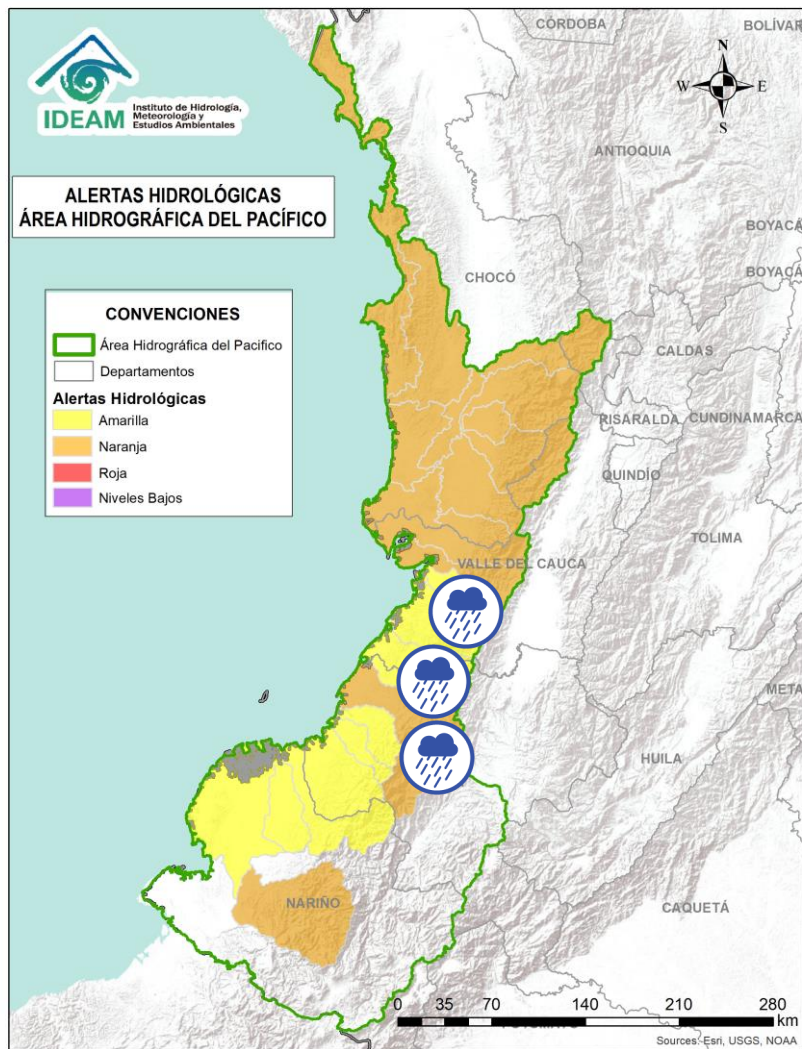 CÓRDOBA
BOLÍVAR
N
W E
S
IDEAM
Instituto de Hidrología,
Meteorología y
Estudios Ambientales
ANTIOQUIA
ALERTAS HIDROLÓGICAS
ÁREA HIDROGRÁFICA DEL PACÍFICO
BOYACÁ
BOYACÁ
CHOCÓ
CONVENCIONES
Área Hidrográfica del Pacifico
Departamentos
Alertas Hidrológicas
Amarilla
Naranja
Roja
Niveles Bajos
CALDAS
RISARALDA
CUNDINAMARCA
QUINDÍO
TOLIMA
VALLE DEL CAUCA
META
HUILA
NARIÑO
CAQUETÁ
0 35 70 140 210 280
km
Sources: Esri, USGS, NOAA